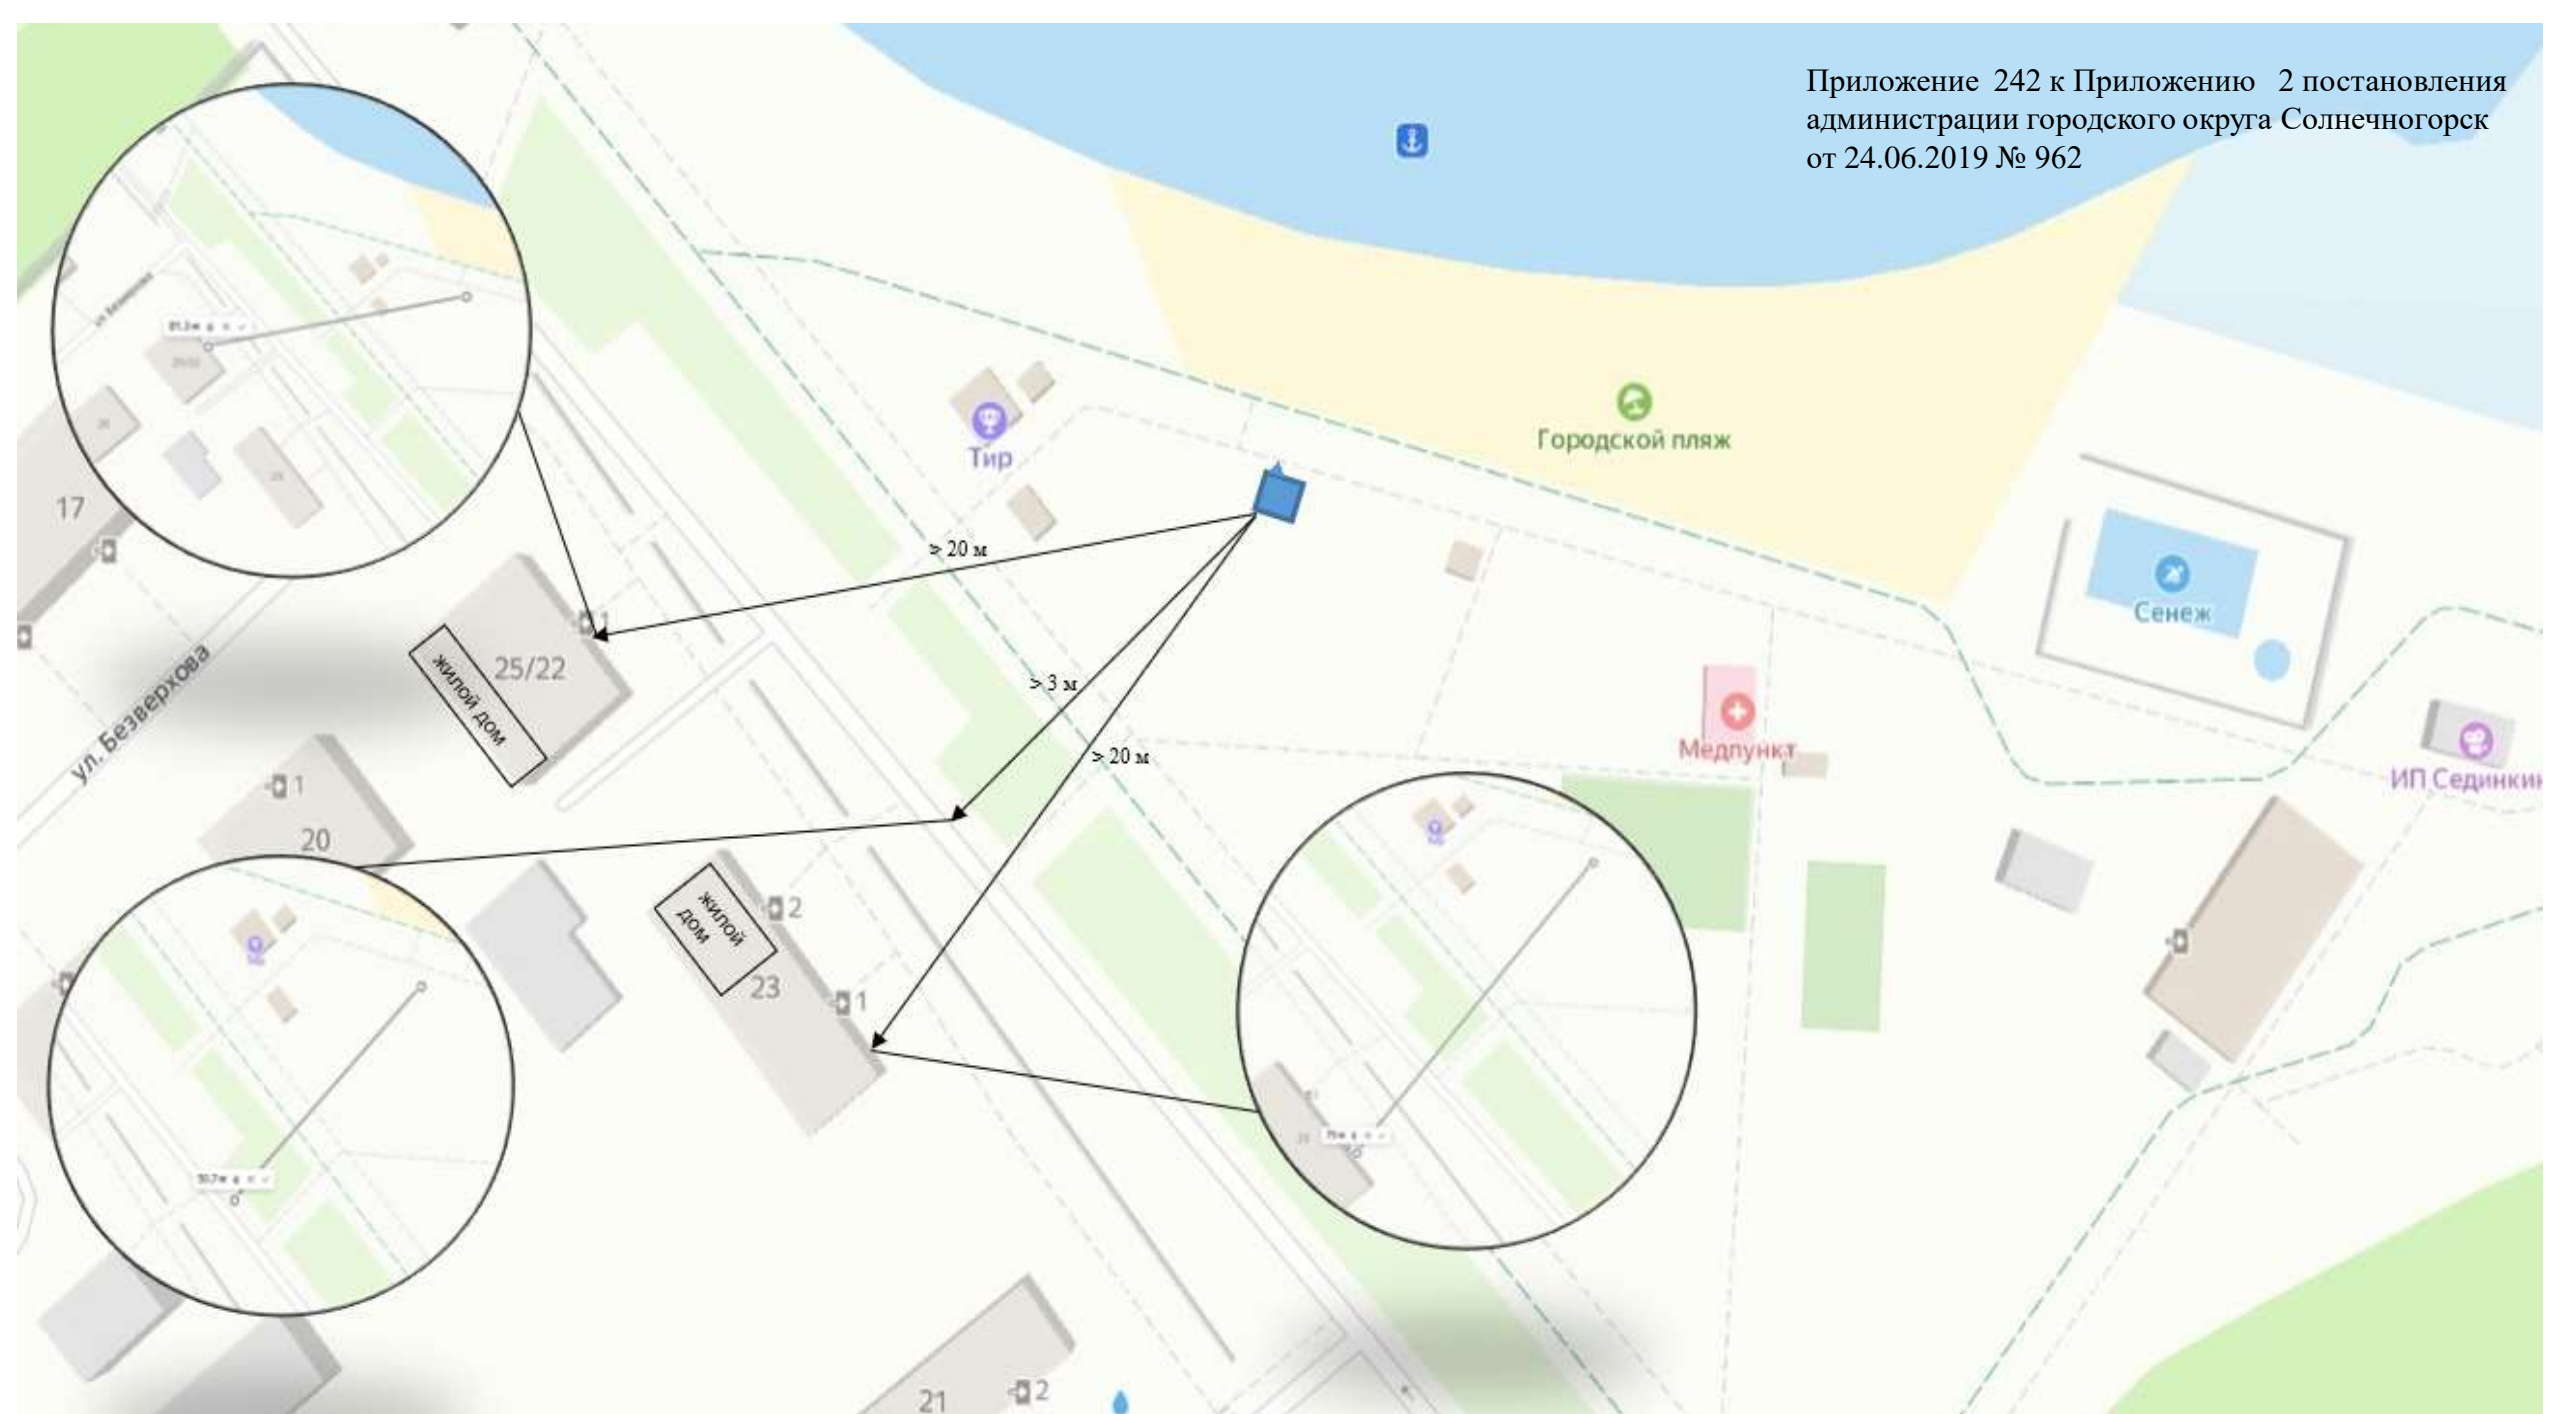 Приложение 242 к Приложению 2 постановления
администрации городского округа Солнечногорск
от 24.06.2019 № 962
Городской пляж
Тир
17
> 20 м
1
25/22
жилой дом
Сенеж
ул. Безверхова
> 3 м
> 20 м
Медпункт
ИП Сединкин
1
20
жилой
дом
2
23
1
21
2